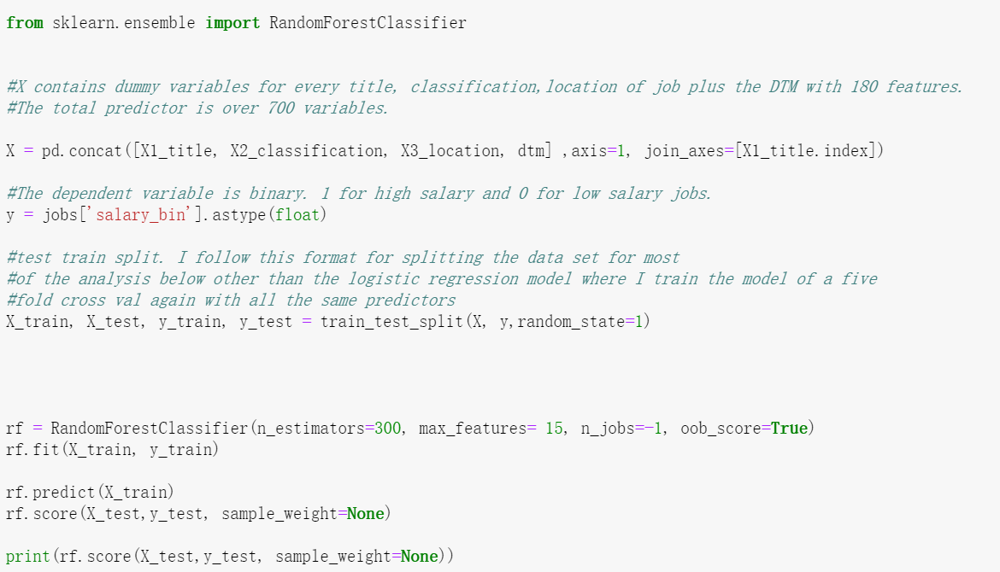 from sklearn.ensemble import RandomForestClassifier
#X contains dummy variables for every title, classification,location of job plus the DTM with 180 features.
#The total predictor is over 700 variables.
X = pd.concat([X1_title, X2_classification, X3_location, dtm] ,axis=1, join_axes=[X1_title.index])
#The dependent variable is binary. 1 for high salary and 0 for low salary jobs.
y = jobs['salary_bin'].astype(float)
#test train split. I follow this format for splitting the data set for most
#of the analysis below other than the logistic regression model where I train the model of a five
#fold cross val again with all the same predictors
X_train, X_test, y_train, y_test = train_test_split(X, y,random_state=1)
rf = RandomForestClassifier(n_estimators=300, max_features= 15, n_jobs=-1, oob_score=True)
rf.fit(X_train, y_train)
rf.predict(X_train)
rf.score(X_test,y_test, sample_weight=None)
print(rf.score(X_test,y_test, sample_weight=None))